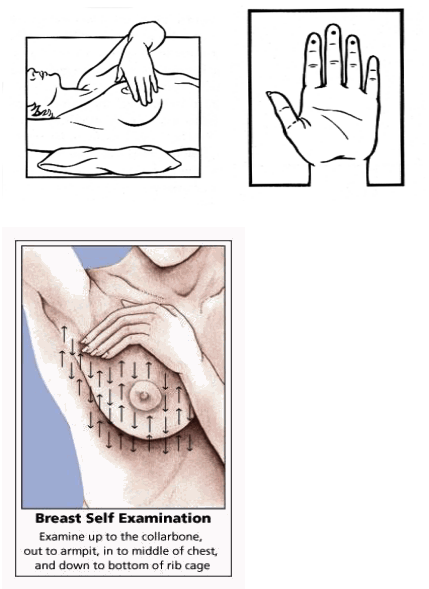 Breast Self Examination
Examine up to the collarbone,
out to armpit, in to middle of chest,
and down to bottom of rib cage